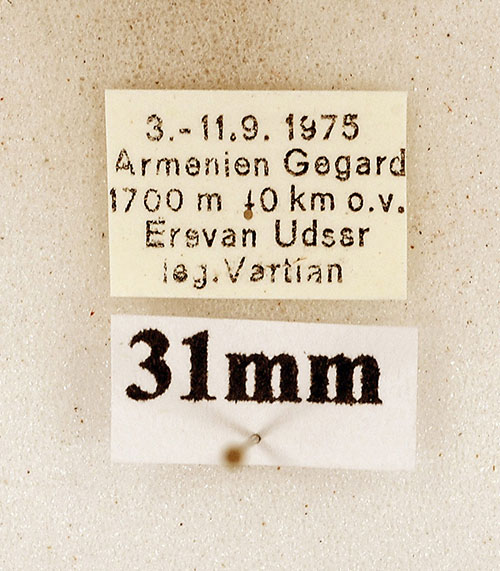 3.-11.9. 1975
Armenien Gegard
1700 m 40 km o.v.
Erevan Udssr
leg. Vartian
31mm